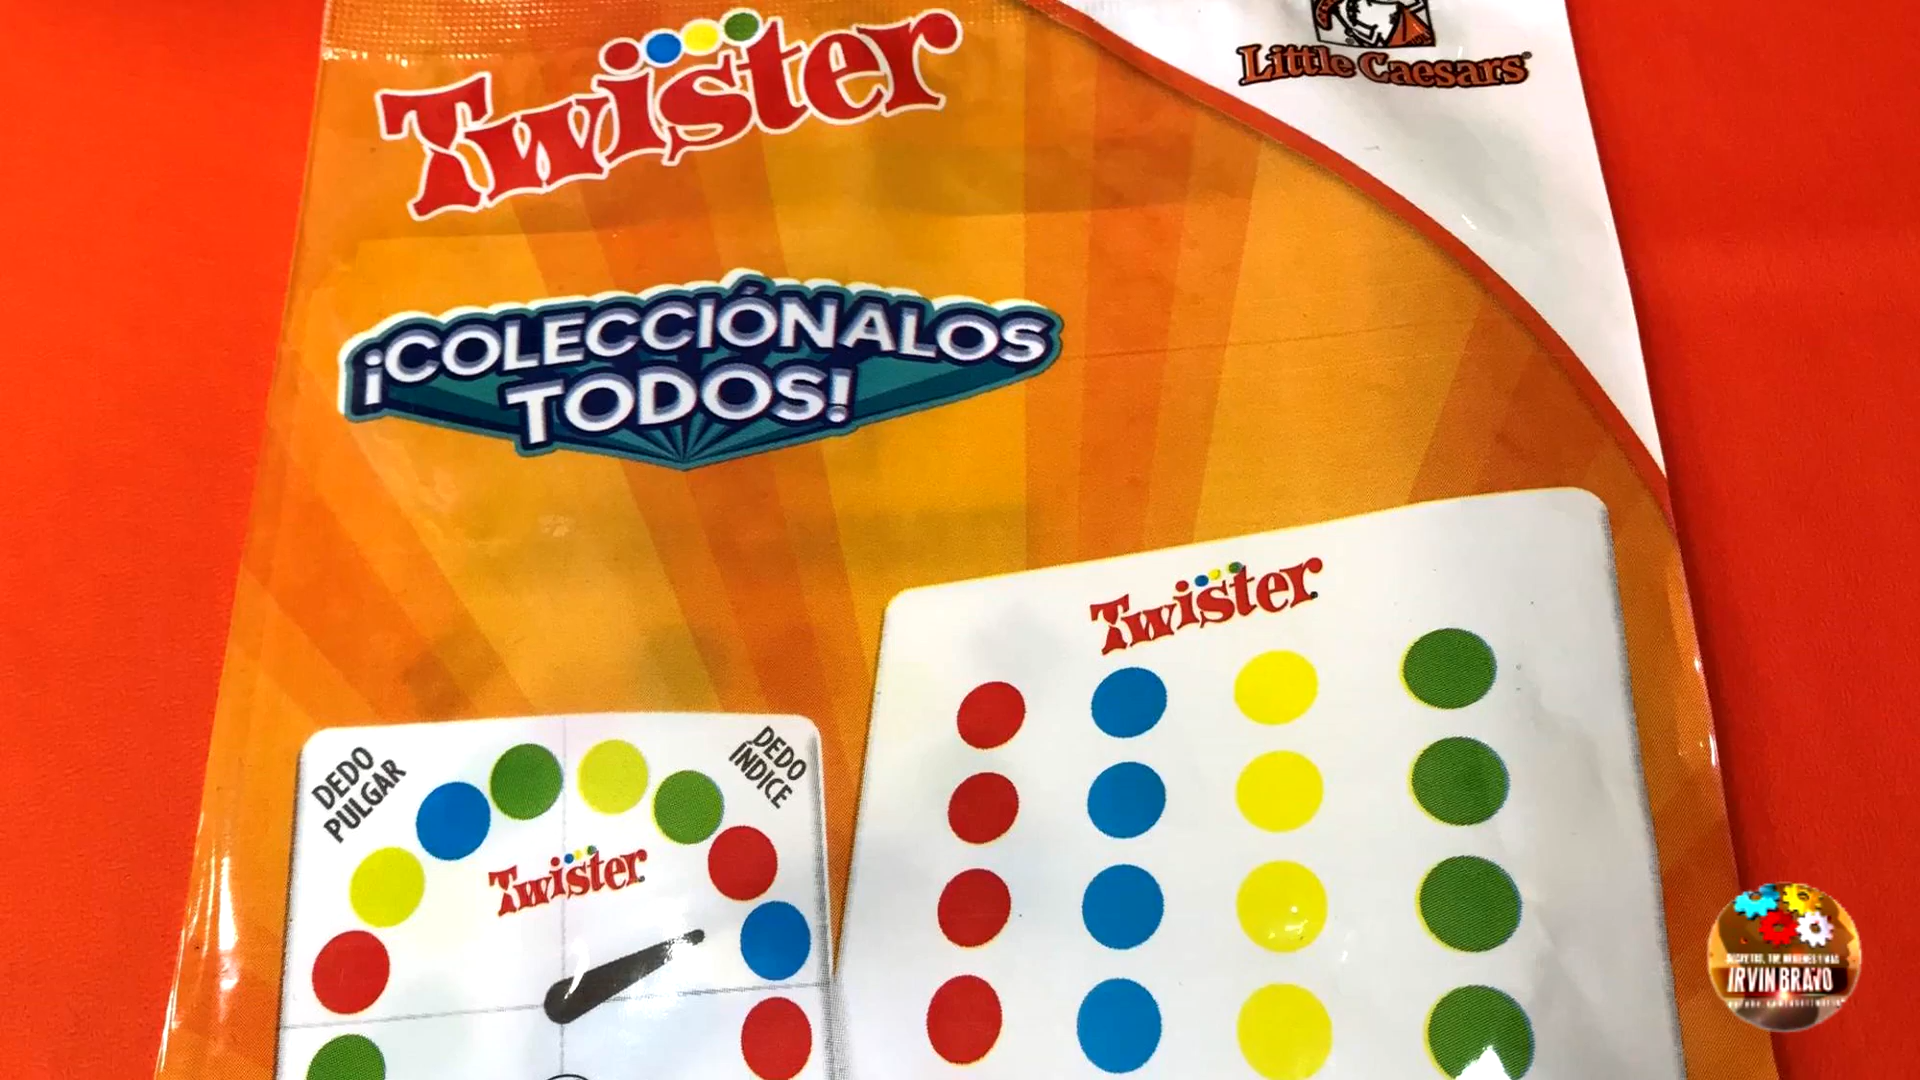 Twister
Little Caesars
¡COLECCIÓNALOS
TODOS!
Twister
DEDO
PULGAR
DEDO
ÍNDICE
Twister
IRVIN BRAVO